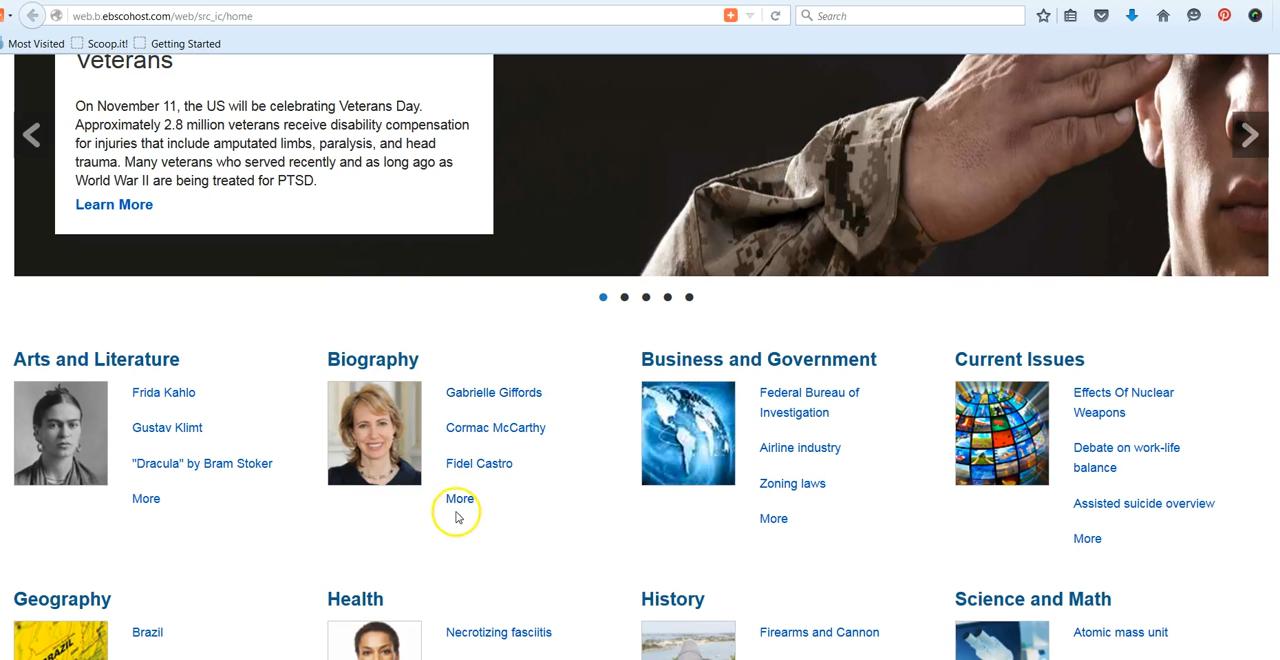 web.b.ebscohost.com/web/src_ic/home
Search
Most Visited
Scoop.it!
Getting Started
Veterans
On November 11, the US will be celebrating Veterans Day.
Approximately 2.8 million veterans receive disability compensation
for injuries that include amputated limbs, paralysis, and head
trauma. Many veterans who served recently and as long ago as
World War II are being treated for PTSD.
Learn More
Arts and Literature
Frida Kahlo
Gustav Klimt
"Dracula" by Bram Stoker
More
Biography
Gabrielle Giffords
Cormac McCarthy
Fidel Castro
More
Business and Government
Federal Bureau of
Investigation
Airline industry
Zoning laws
More
Current Issues
Effects Of Nuclear
Weapons
Debate on work-life
balance
Assisted suicide overview
More
Geography
BRAZIL
Brazil
Health
Necrotizing fasciitis
History
Firearms and Cannon
Science and Math
Atomic mass unit